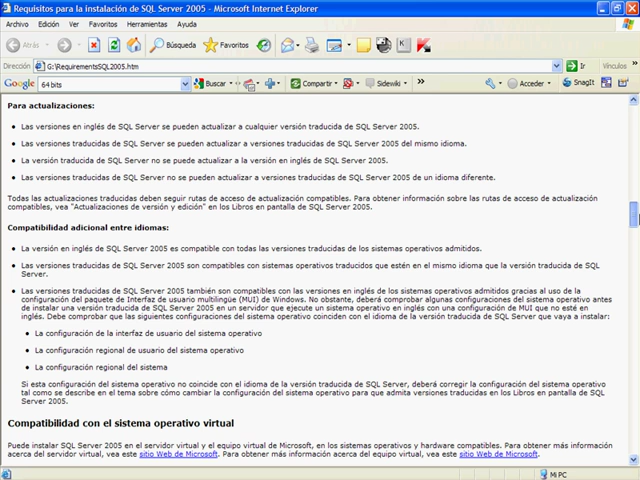 Requisitos para la instalación de SQL Server 2005 - Microsoft Internet Explorer
Archivo Edición Ver Favoritos Herramientas Ayuda
Atrás Búsqueda Favoritos
Dirección G:\RequirementsSQL2005.htm Ir Vínculos »
Google 64 bits Buscar Compartir Sidewiki » Acceder SnagIt
Para actualizaciones:
• Las versiones en inglés de SQL Server se pueden actualizar a cualquier versión traducida de SQL Server 2005.
• Las versiones traducidas de SQL Server se pueden actualizar a versiones traducidas de SQL Server 2005 del mismo idioma.
• La versión traducida de SQL Server no se puede actualizar a la versión en inglés de SQL Server 2005.
• Las versiones traducidas de SQL Server no se pueden actualizar a versiones traducidas de SQL Server 2005 de un idioma diferente.
Todas las actualizaciones traducidas deben seguir rutas de acceso de actualización compatibles. Para obtener información sobre las rutas de acceso de actualización
compatibles, vea "Actualizaciones de versión y edición" en los Libros en pantalla de SQL Server 2005.
Compatibilidad adicional entre idiomas:
• La versión en inglés de SQL Server 2005 es compatible con todas las versiones traducidas de los sistemas operativos admitidos.
• Las versiones traducidas de SQL Server 2005 son compatibles con sistemas operativos traducidos que estén en el mismo idioma que la versión traducida de SQL
Server.
• Las versiones traducidas de SQL Server 2005 también son compatibles con las versiones en inglés de los sistemas operativos admitidos gracias al uso de la
configuración del paquete de Interfaz de usuario multilingüe (MUI) de Windows. No obstante, deberá comprobar algunas configuraciones del sistema operativo antes
de instalar una versión traducida de SQL Server 2005 en un servidor que ejecute un sistema operativo en inglés con una configuración de MUI que no esté en
inglés. Debe comprobar que las siguientes configuraciones del sistema operativo coinciden con el idioma de la versión traducida de SQL Server que vaya a instalar:
• La configuración de la interfaz de usuario del sistema operativo
• La configuración regional de usuario del sistema operativo
• La configuración regional del sistema
Si esta configuración del sistema operativo no coincide con el idioma de la versión traducida de SQL Server, deberá corregir la configuración del sistema operativo
tal como se describe en el tema sobre cómo cambiar la configuración del sistema operativo para que admita versiones traducidas en los Libros en pantalla de SQL
Server 2005.
Compatibilidad con el sistema operativo virtual
Puede instalar SQL Server 2005 en el servidor virtual y el equipo virtual de Microsoft, en los sistemas operativos y hardware compatibles. Para obtener más información
acerca del servidor virtual, vea este sitio Web de Microsoft. Para obtener más información acerca del equipo virtual, vea este sitio Web de Microsoft.
Mi PC